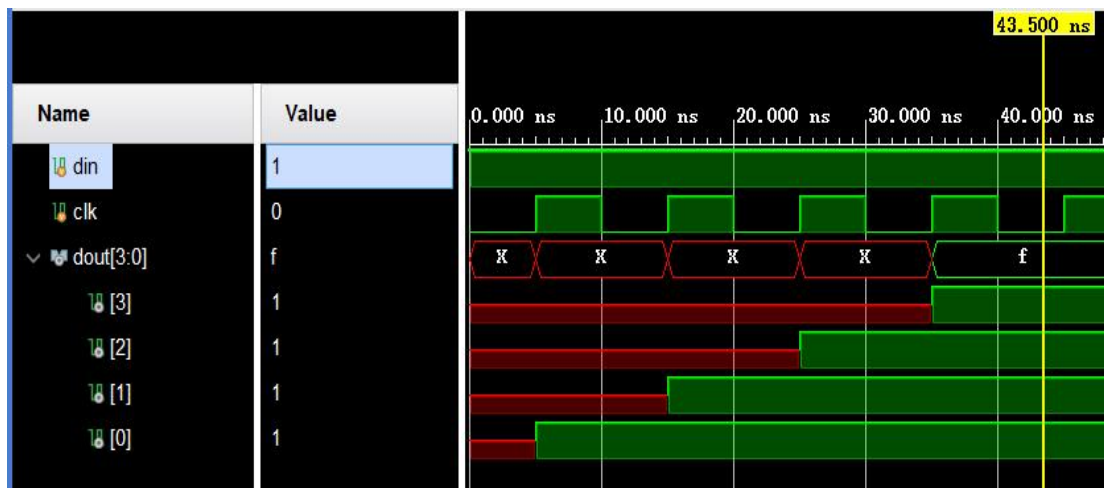 43.500 ns
Name Value 0.000 ns 10.000 ns 20.000 ns 30.000 ns 40.000 ns
din 1
clk 0
dout[3:0] f X X X X f
[3] 1
[2] 1
[1] 1
[0] 1